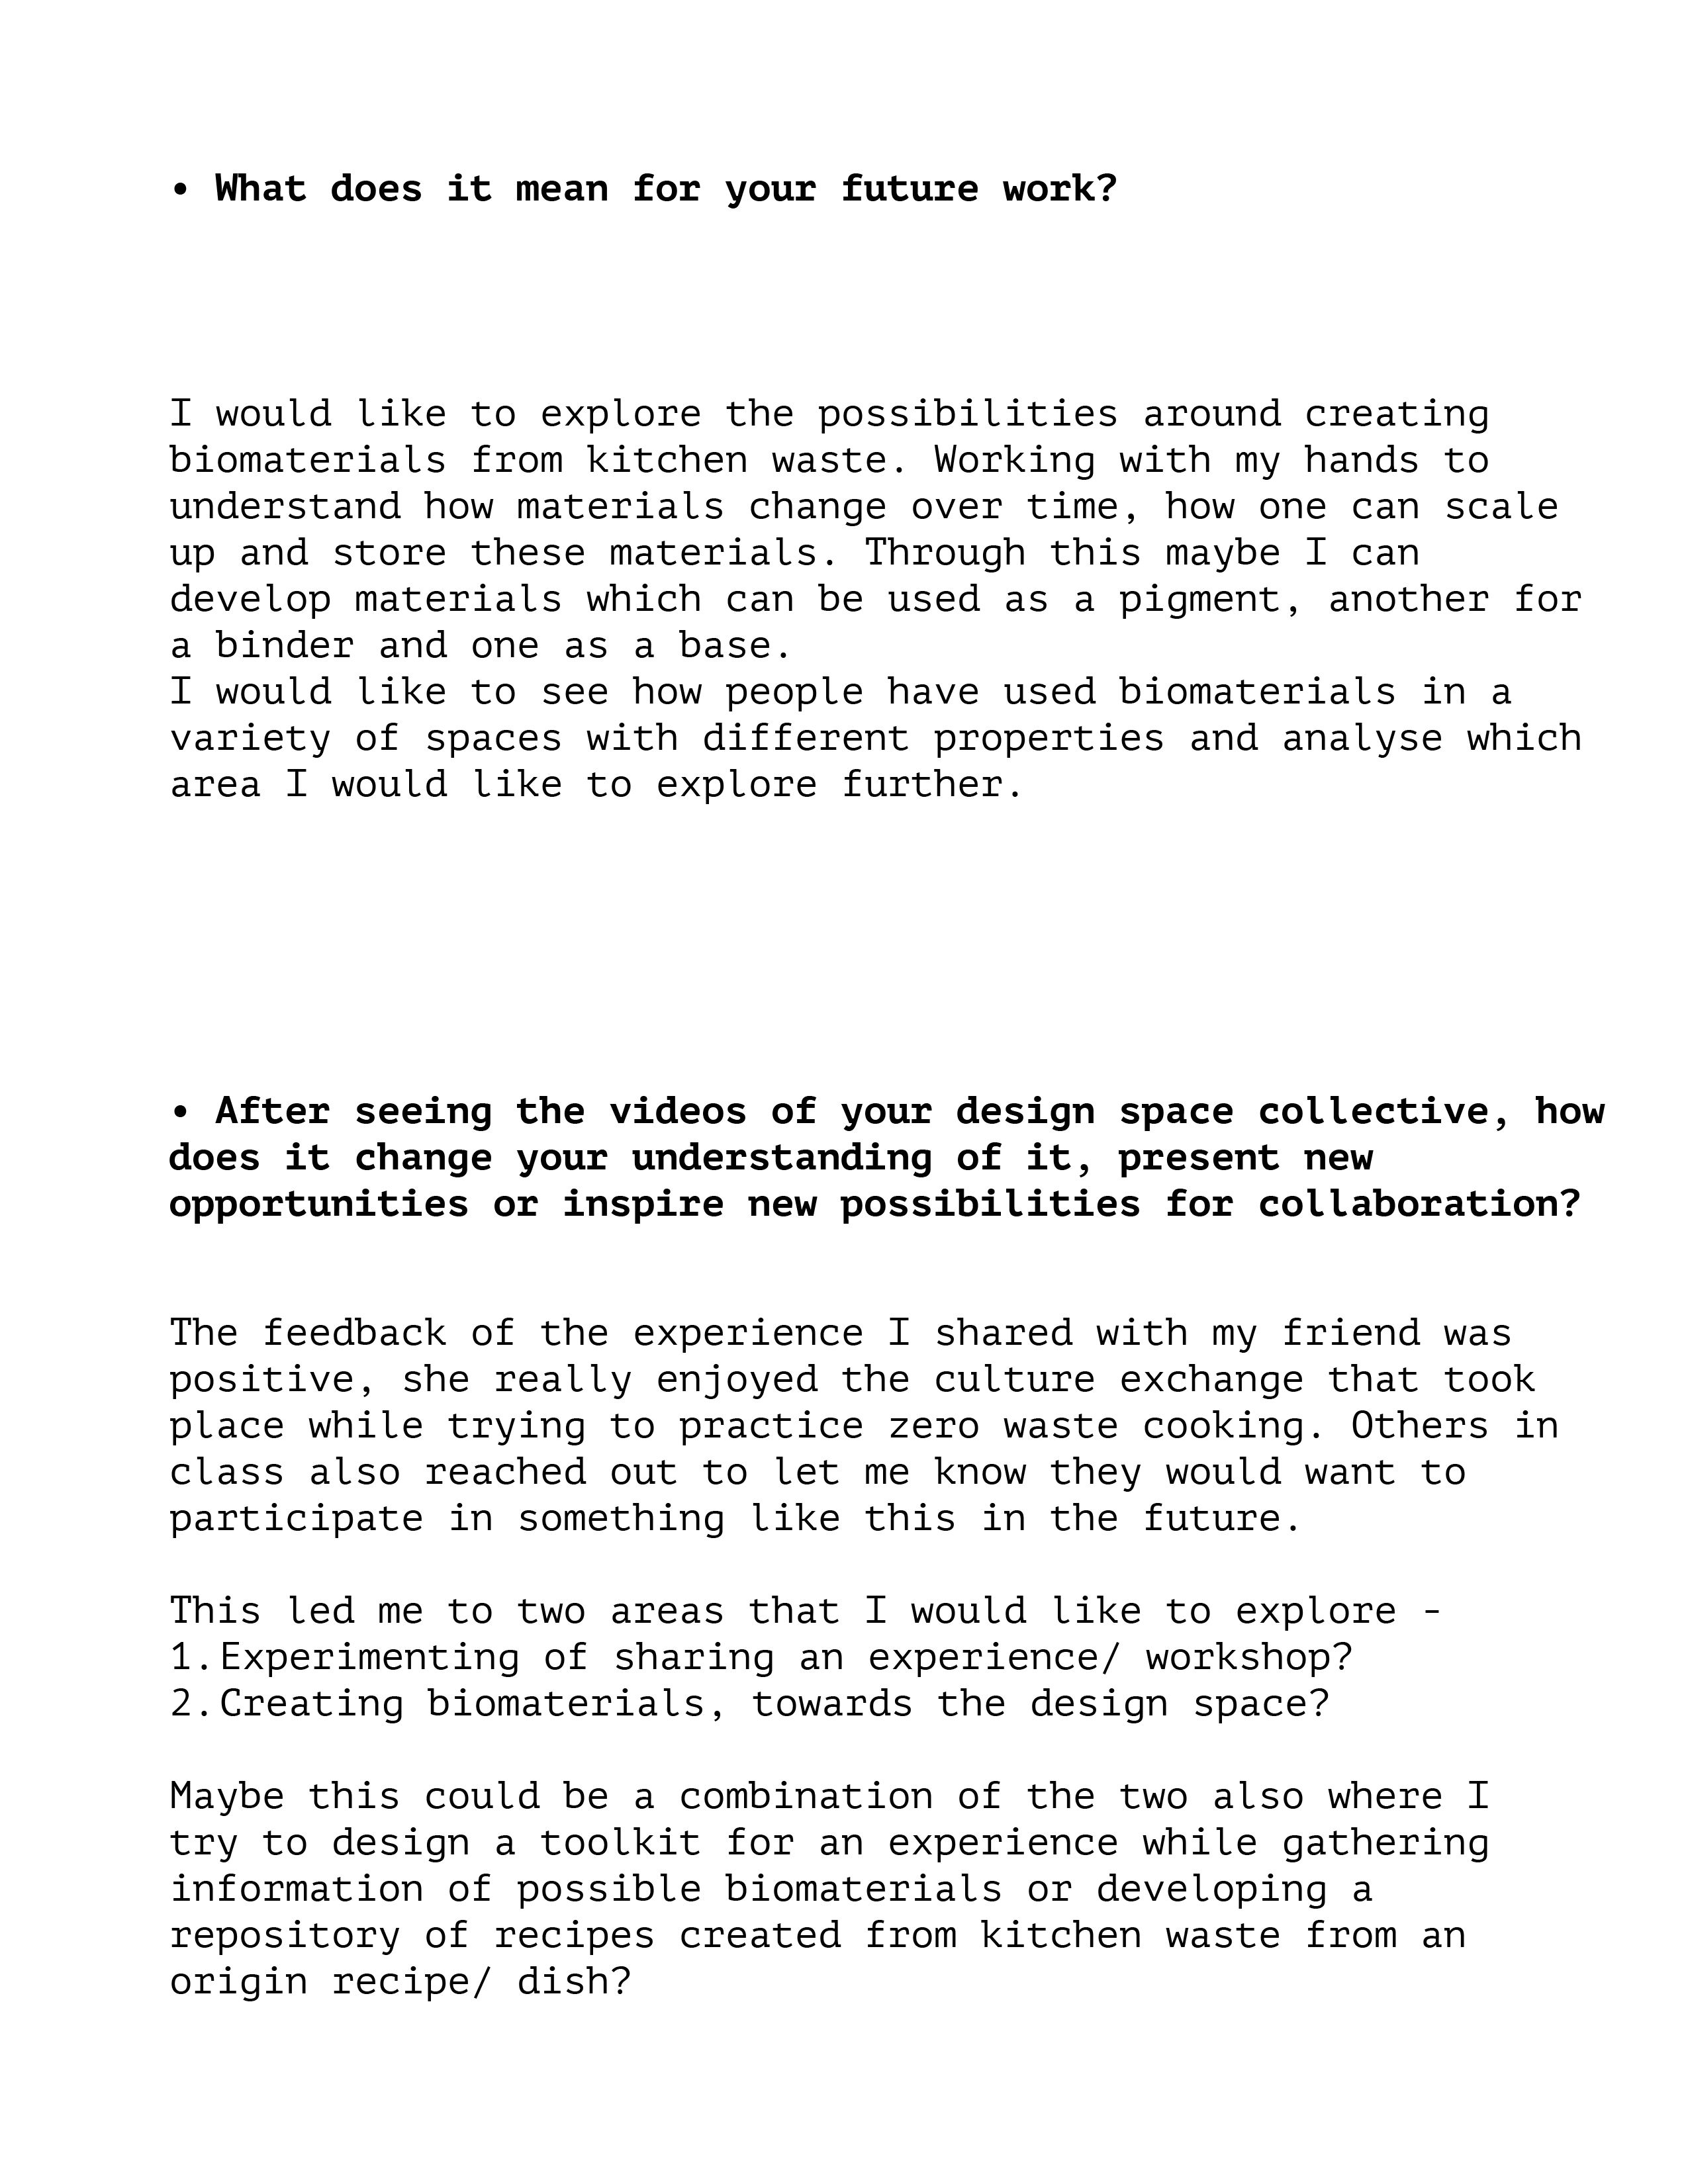 • What does it mean for your future work?
I would like to explore the possibilities around creating
biomaterials from kitchen waste. Working with my hands to
understand how materials change over time, how one can scale
up and store these materials. Through this maybe I can
develop materials which can be used as a pigment, another for
a binder and one as a base.
I would like to see how people have used biomaterials in a
variety of spaces with different properties and analyse which
area I would like to explore further.
• After seeing the videos of your design space collective, how
does it change your understanding of it, present new
opportunities or inspire new possibilities for collaboration?
The feedback of the experience I shared with my friend was
positive, she really enjoyed the culture exchange that took
place while trying to practice zero waste cooking. Others in
class also reached out to let me know they would want to
participate in something like this in the future.
This led me to two areas that I would like to explore -
1. Experimenting of sharing an experience/ workshop?
2. Creating biomaterials, towards the design space?
Maybe this could be a combination of the two also where I
try to design a toolkit for an experience while gathering
information of possible biomaterials or developing a
repository of recipes created from kitchen waste from an
origin recipe/ dish?